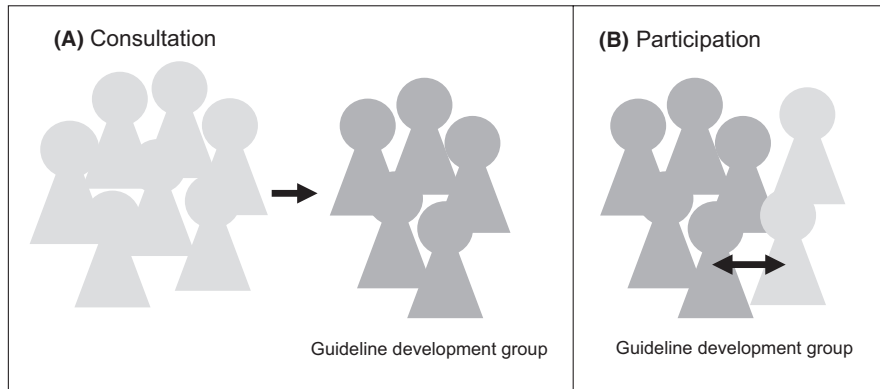 (A) Consultation
Guideline development group
(B) Participation
Guideline development group